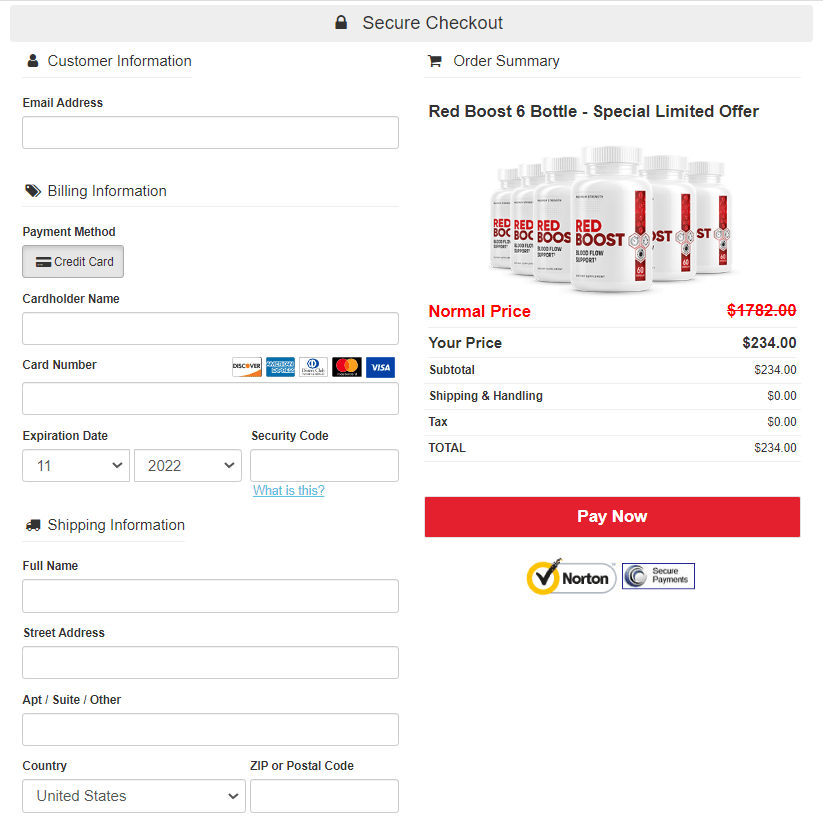 Secure Checkout
Customer Information
Email Address
Billing Information
Payment Method
Credit Card
Cardholder Name
Card Number
DISCOVER
AMERICAN EXPRESS
Diners Club
VISA
Expiration Date
Security Code
11
2022
What is this?
Shipping Information
Full Name
Street Address
Apt / Suite / Other
Country
ZIP or Postal Code
United States
Order Summary
Red Boost 6 Bottle - Special Limited Offer
RED
BOOST
BLOOD FLOW
SUPPORT
60
Normal Price
$1782.00
Your Price
$234.00
Subtotal
$234.00
Shipping & Handling
$0.00
Tax
$0.00
TOTAL
$234.00
Pay Now
Norton
Secure
Payments